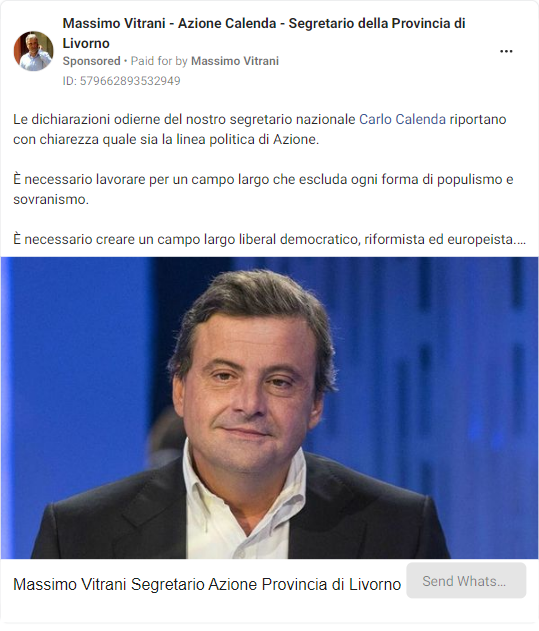 Massimo Vitrani - Azione Calenda - Segretario della Provincia di
Livorno
Sponsored • Paid for by Massimo Vitrani
ID: 579662893532949
Le dichiarazioni odierne del nostro segretario nazionale Carlo Calenda riportano
con chiarezza quale sia la linea politica di Azione.
È necessario lavorare per un campo largo che escluda ogni forma di populismo e
sovranismo.
È necessario creare un campo largo liberal democratico, riformista ed europeista....
Massimo Vitrani Segretario Azione Provincia di Livorno
Send Whats...